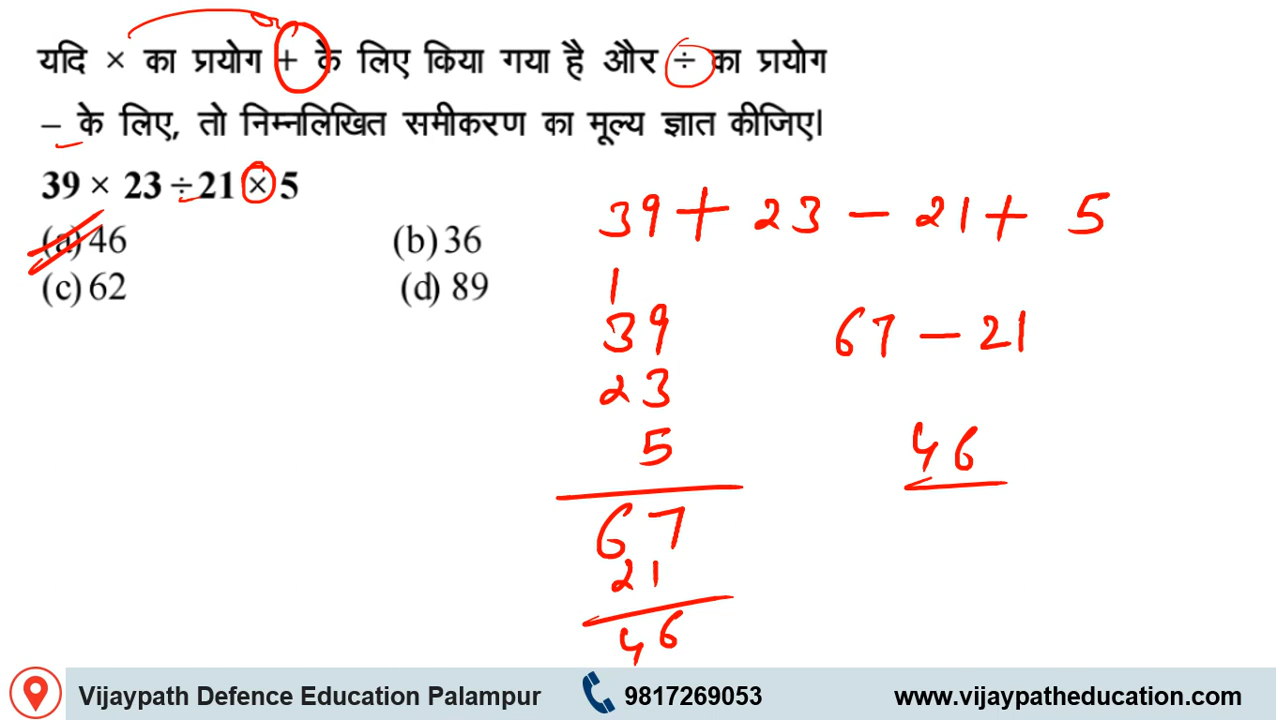 यदि × का प्रयोग + के लिए किया गया है और ÷ का प्रयोग
– के लिए, तो निम्नलिखित समीकरण का मूल्य ज्ञात कीजिए।
39 × 23 ÷21 × 5
(a) 46 (b) 36
(c) 62 (d) 89
39 + 23 - 21 + 5
1
39
23
5
67
21
46
67 - 21
46
Vijaypath Defence Education Palampur 9817269053 www.vijaypatheducation.com